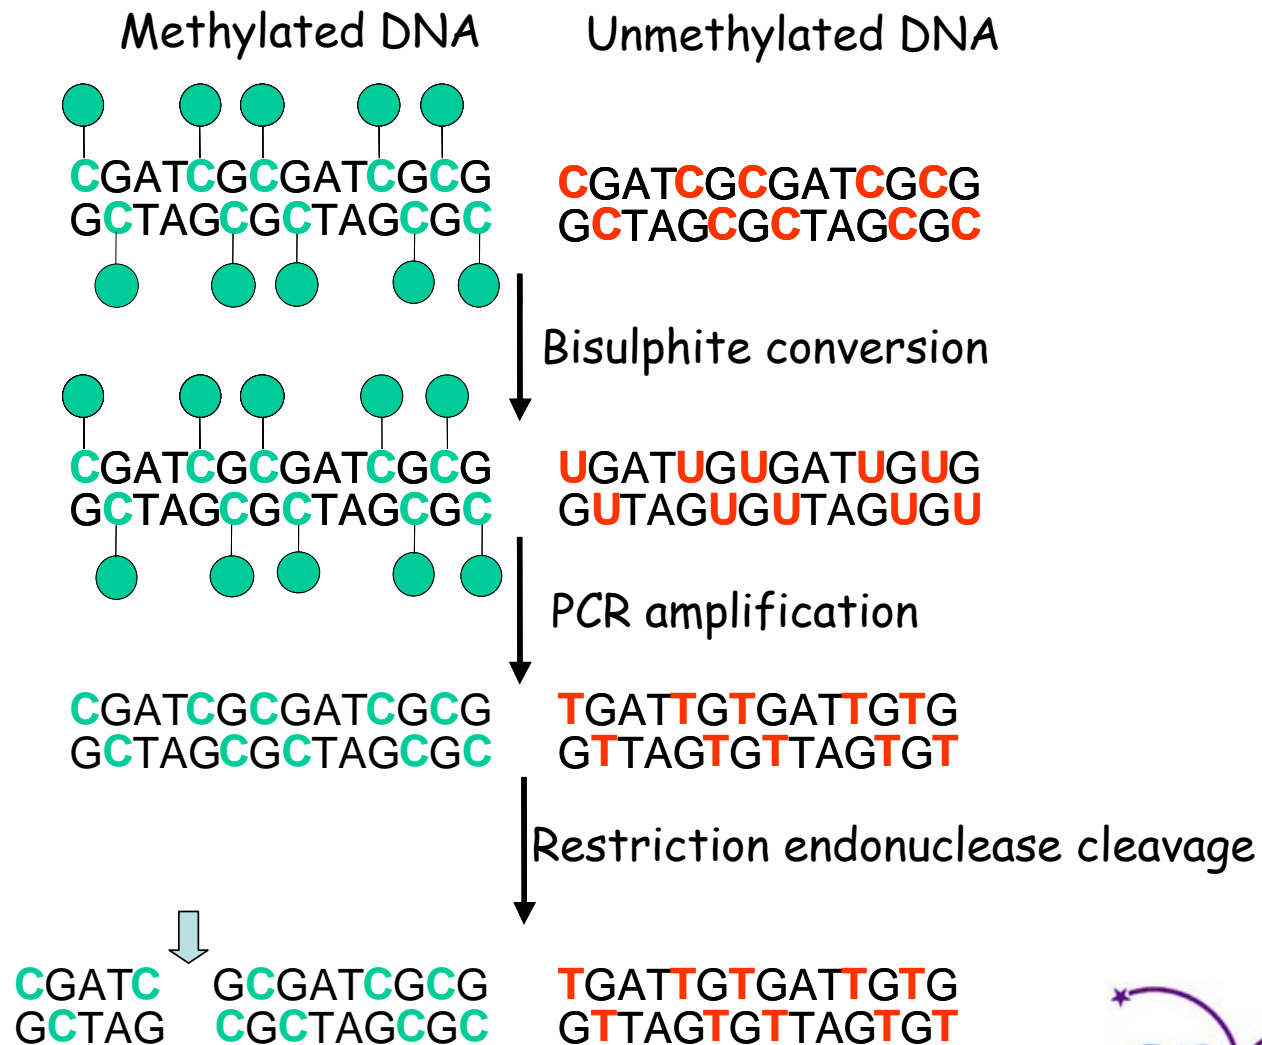 Methylated DNA
Unmethylated DNA
CGATCGCGATCGCG
GCTAGCGCTAGCGC
CGATCGCGATCGCG
GCTAGCGCTAGCGC
Bisulphite conversion
CGATCGCGATCGCG
GCTAGCGCTAGCGC
UGATUGUGATUGUG
GUTAGUGUTAGUGU
PCR amplification
CGATCGCGATCGCG
GCTAGCGCTAGCGC
TGATTGTGATTGTG
GTTAGTGTTAGTGT
Restriction endonuclease cleavage
CGATC GCGATCGCG
GCTAG CGCTAGCGC
TGATTGTGATTGTG
GTTAGTGTTAGTGT